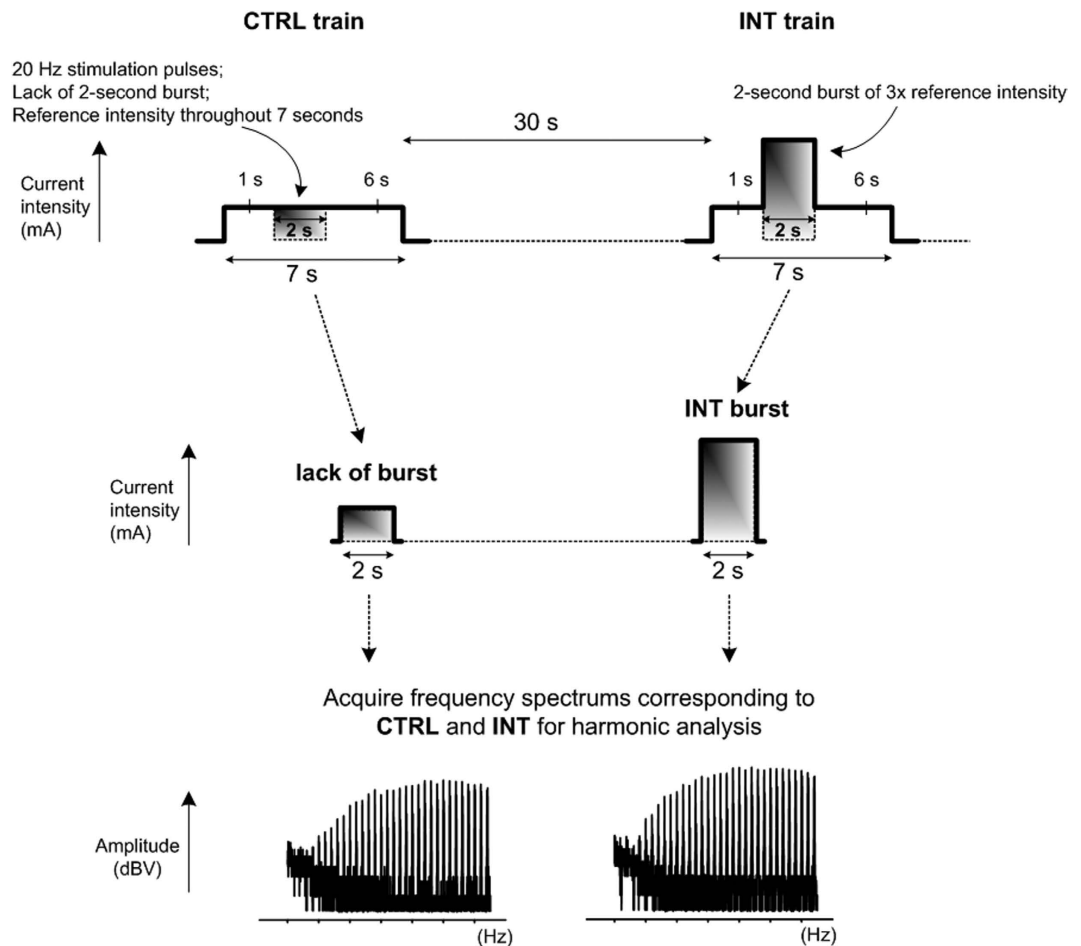 CTRL train
INT train
20 Hz stimulation pulses;
Lack of 2-second burst;
Reference intensity throughout 7 seconds
2-second burst of 3x reference intensity
30 s
Current
intensity
(mA)
1 s
6 s
2 s
7 s
1 s
6 s
2 s
7 s
INT burst
lack of burst
Current
intensity
(mA)
2 s
2 s
Acquire frequency spectrums corresponding to
CTRL and INT for harmonic analysis
Amplitude
(dBV)
(Hz)
(Hz)